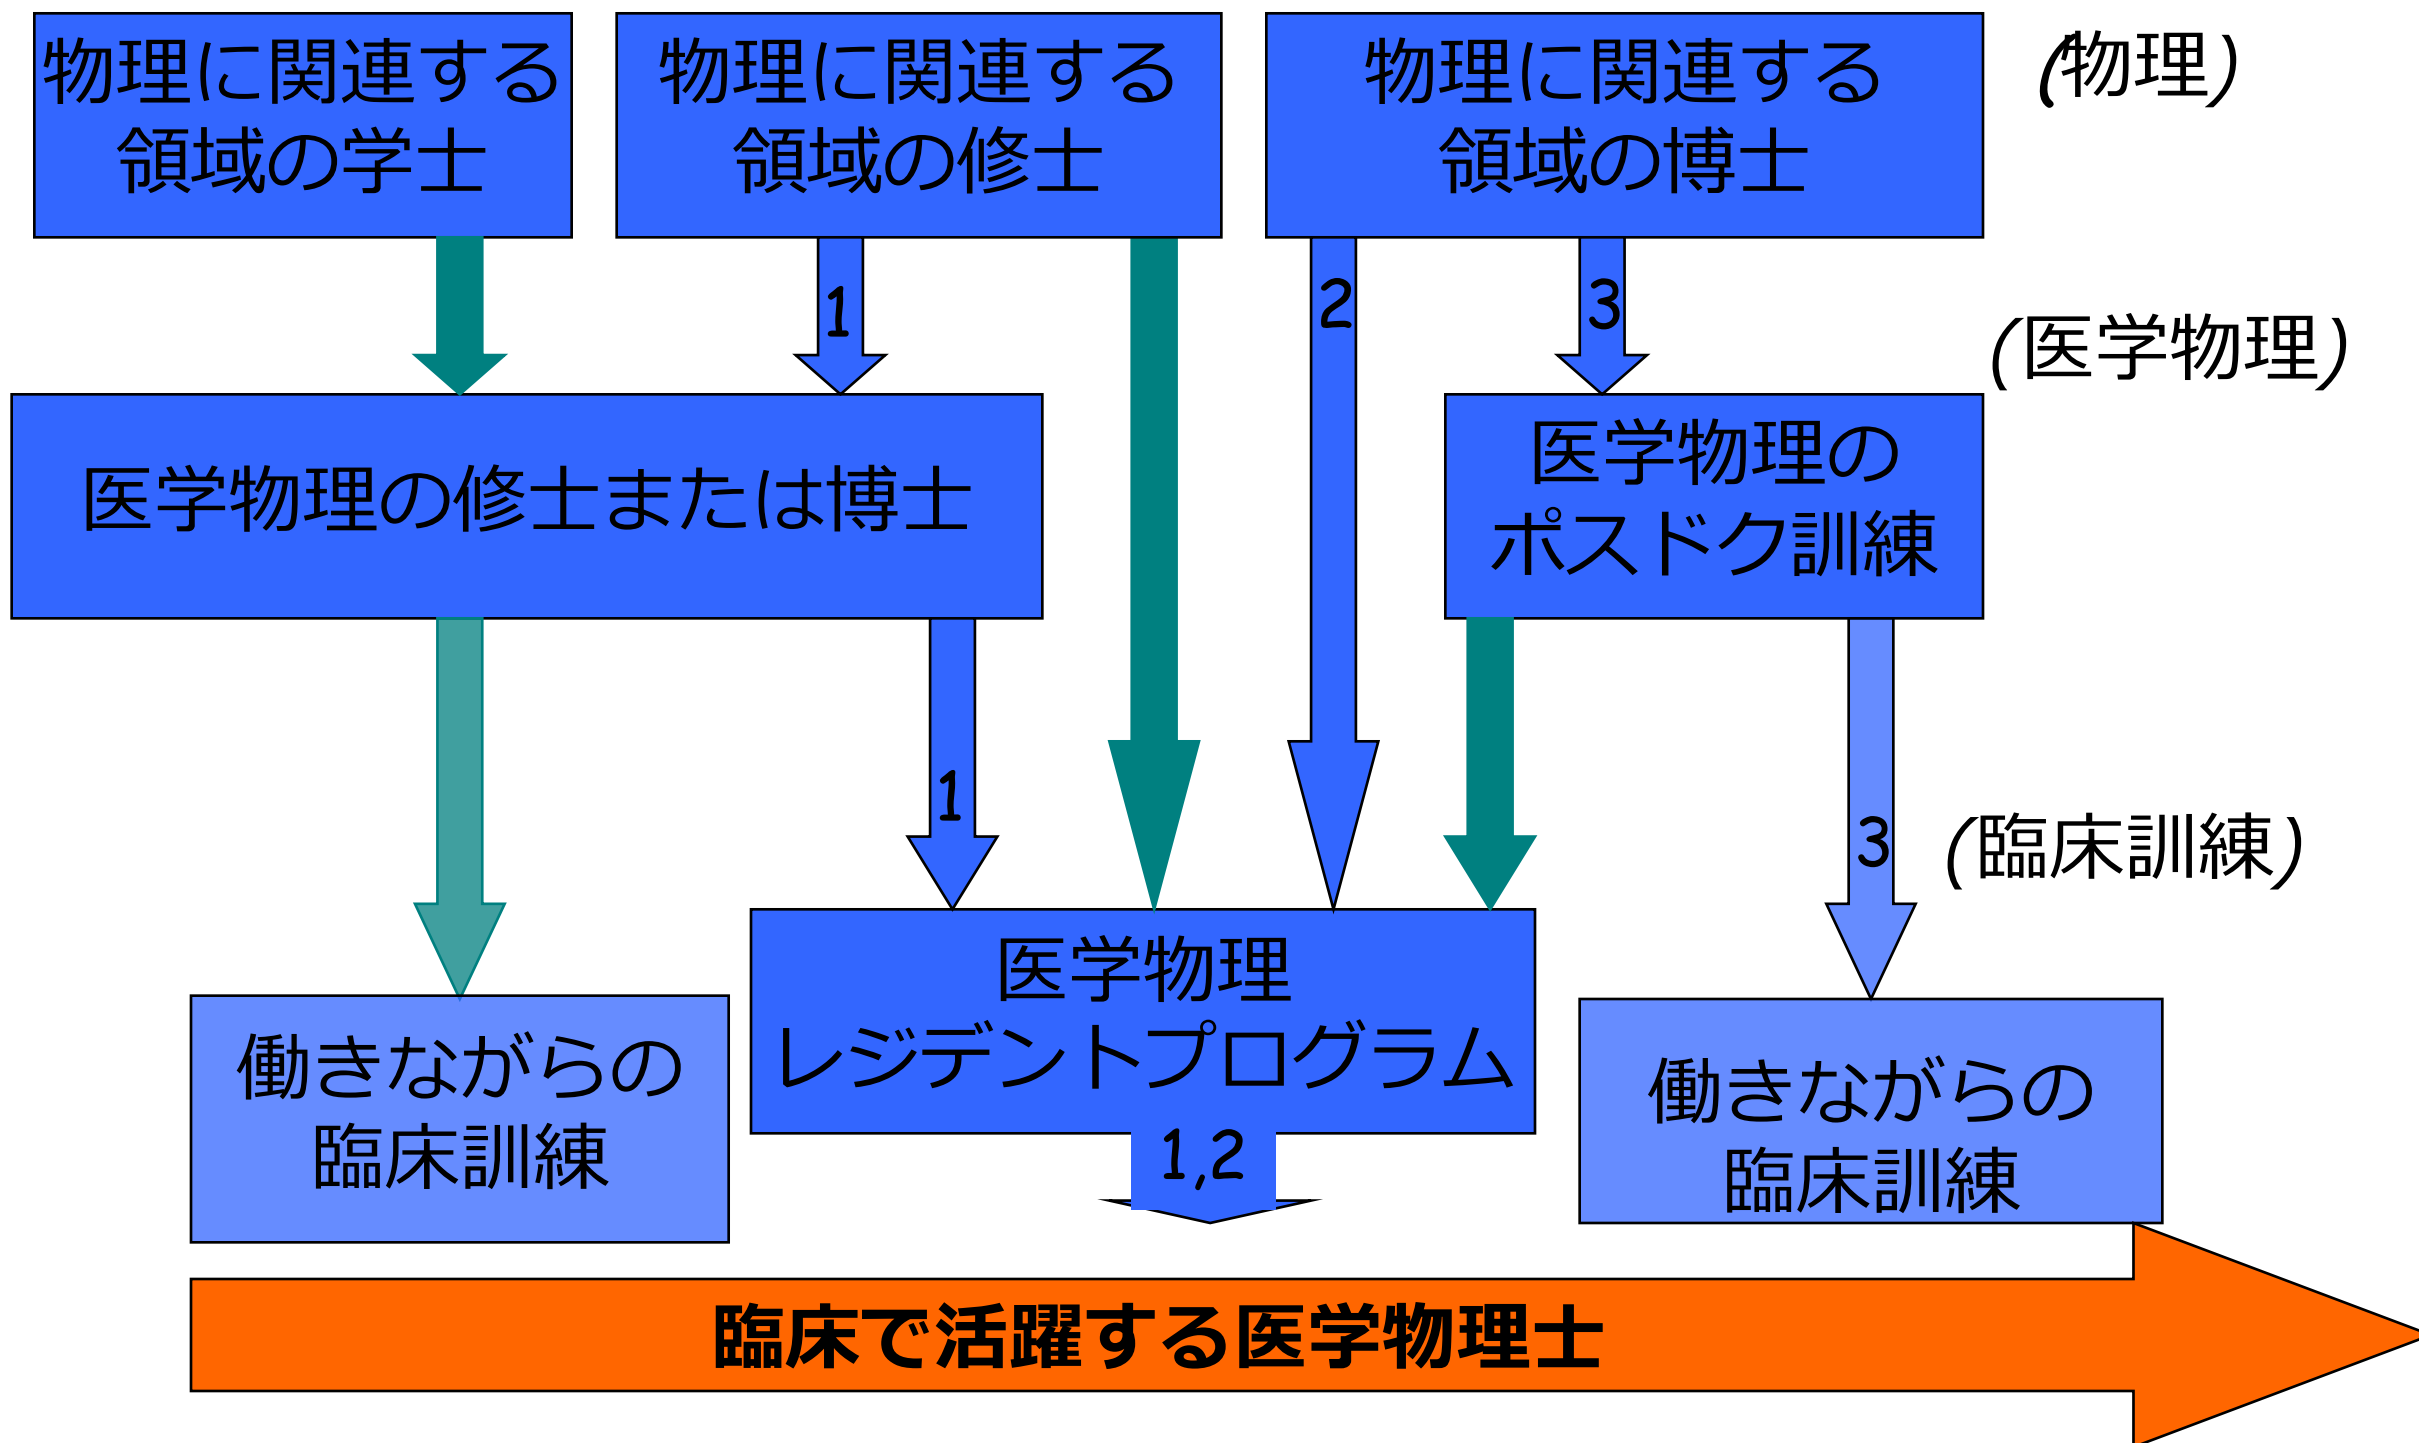 物理に関連する
領域の学士
物理に関連する
領域の修士
物理に関連する
領域の博士
(物理)
1
2
3
(医学物理)
医学物理の修士または博士
医学物理の
ポスドク訓練
1
3
(臨床訓練)
働きながらの
臨床訓練
医学物理
レジデントプログラム
働きながらの
臨床訓練
1,2
臨床で活躍する医学物理士